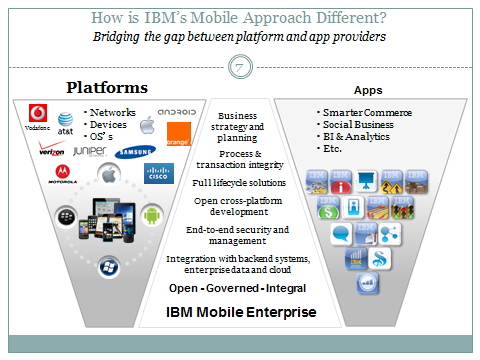 How is IBM's Mobile Approach Different?
Bridging the gap between platform and app providers
7
Platforms
Apps
vodafone
at&t
• Networks
• Devices
• OS's
ANDROID
orange
verizon
JUNIPER
SAMSUNG
MOTOROLA
CISCO
Business
strategy and
planning
Process &
transaction integrity
Full lifecycle solutions
Open cross-platform
development
End-to-end security and
management
Integration with backend systems,
enterprise data and cloud
Open - Governed - Integral
IBM Mobile Enterprise
• Smarter Commerce
• Social Business
• BI & Analytics
• Etc.